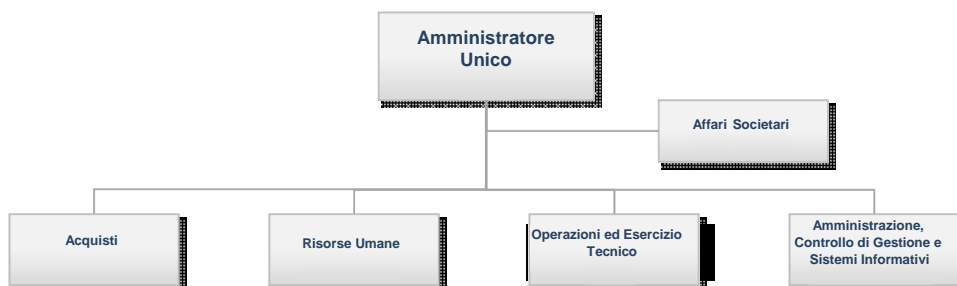 Amministratore
Unico
Affari Societari
Acquisti
Risorse Umane
Operazioni ed Esercizio
Tecnico
Amministrazione,
Controllo di Gestione e
Sistemi Informativi